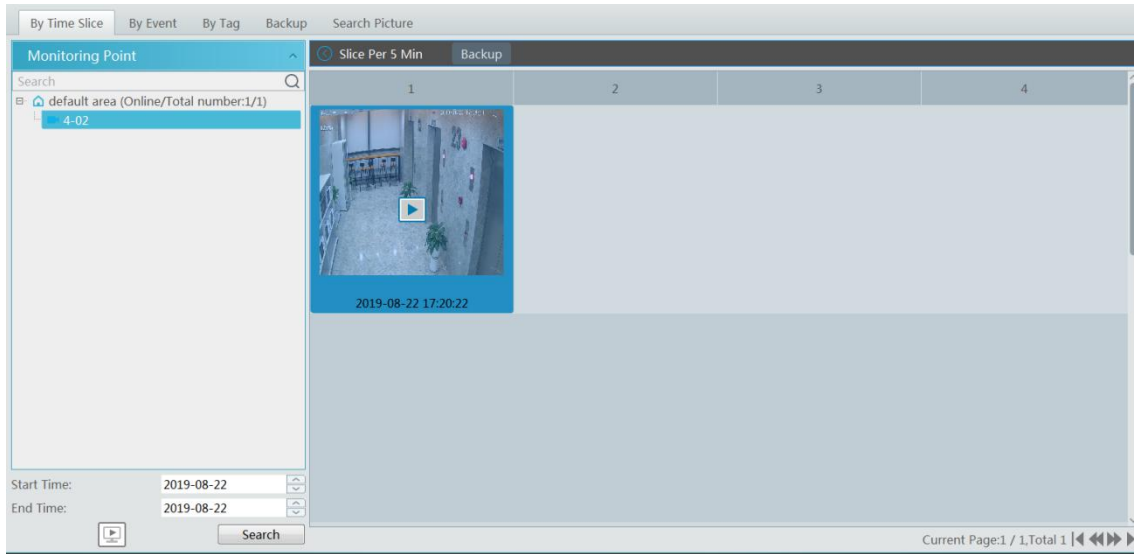 By Time Slice By Event By Tag Backup Search Picture
Monitoring Point
Slice Per 5 Min Backup
Search
1 2 3 4
default area (Online/Total number:1/1)
4-02
2019-08-22 17:20:22
Start Time: 2019-08-22
End Time: 2019-08-22
Search
Current Page:1 / 1,Total 1